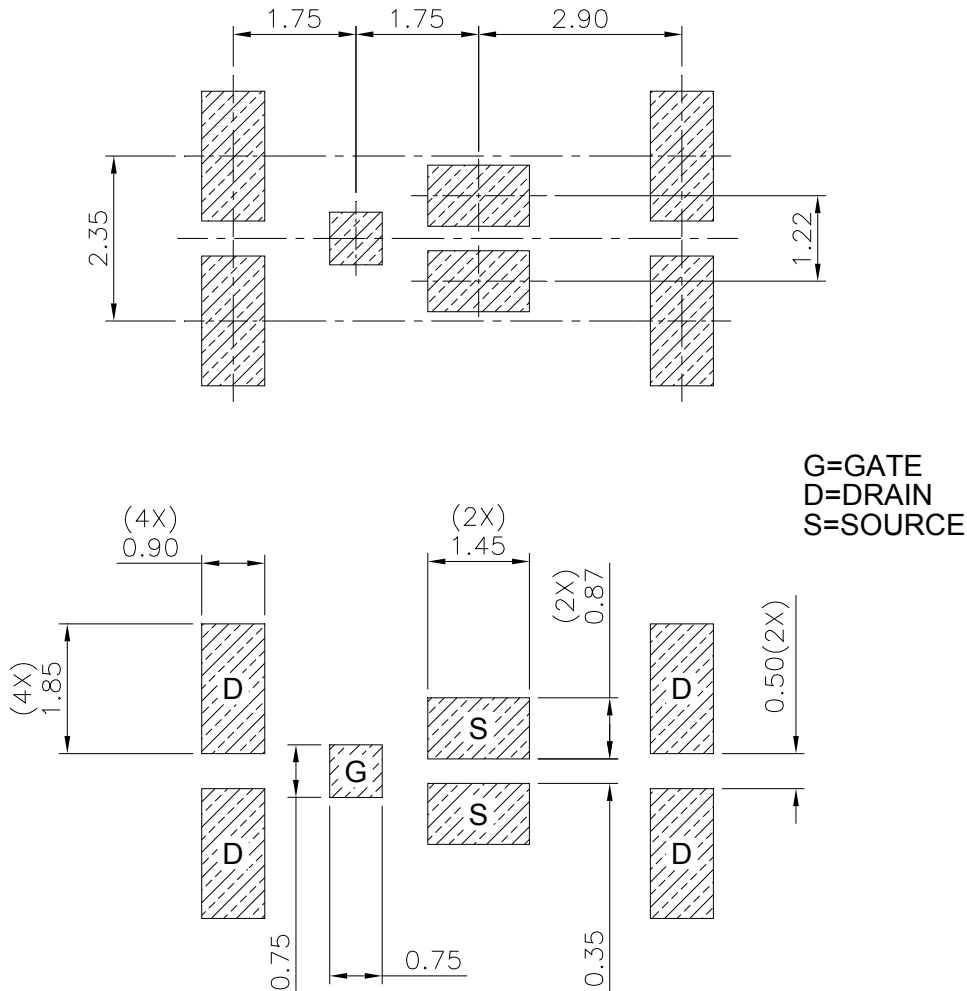 1.75
1.75
2.90
2.35
1.22
G=GATE
D=DRAIN
S=SOURCE
(4X)
0.90
(2X)
1.45
(2X)
0.87
0.50(2X)
(4X)
1.85
D
S
D
G
S
D
D
0.75
0.75
0.35